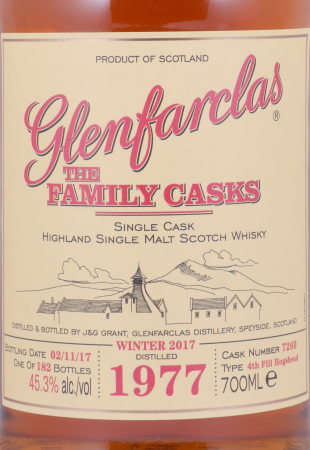 PRODUCT OF SCOTLAND
Glenfarclas®
THE
FAMILY CASKS
SINGLE CASK
HIGHLAND SINGLE MALT SCOTCH WHISKY
DISTILLED & BOTTLED BY J&G GRANT, GLENFARCLAS DISTILLERY, SPEYSIDE, SCOTLAND
BOTTLING DATE 02/11/17
ONE OF 182 BOTTLES
45.3% alc./vol
WINTER 2017
DISTILLED
1977
CASK NUMBER 7260
TYPE 4th Fill Hogshead
700ML e